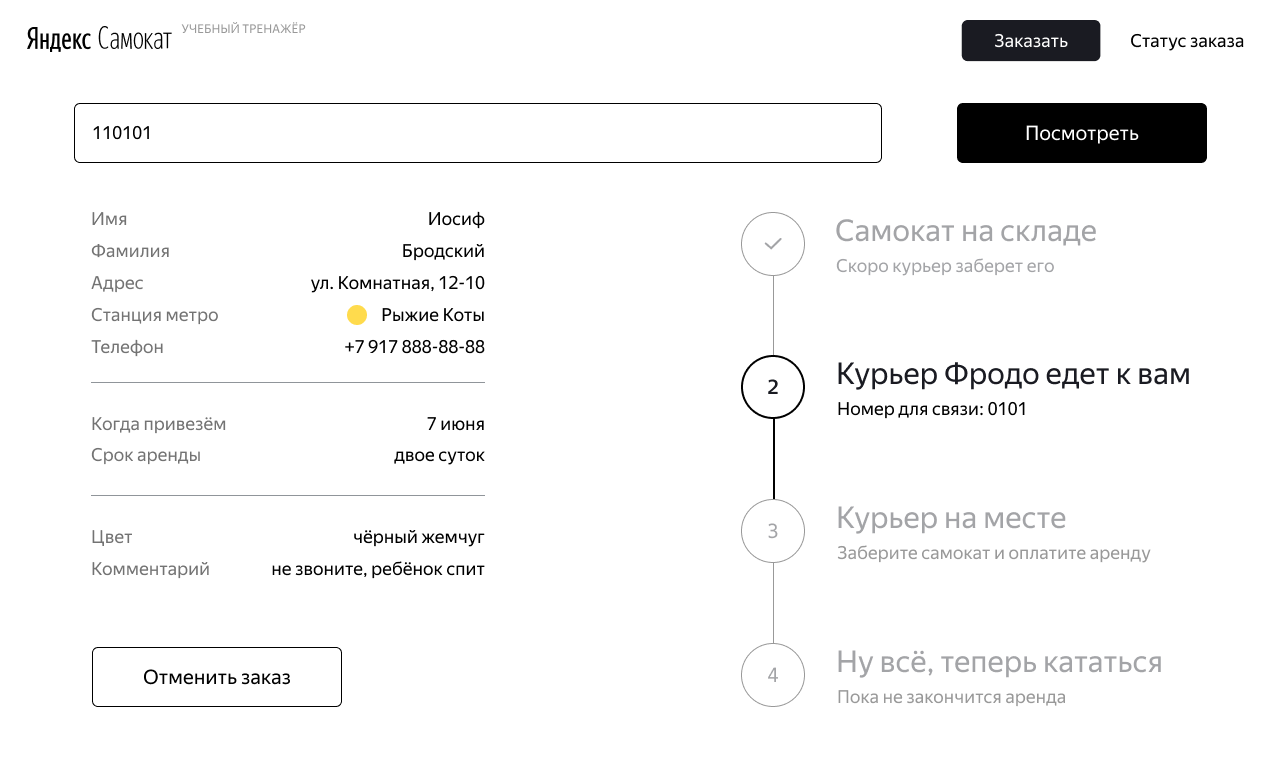 Яндекс Самокат УЧЕБНЫЙ ТРЕНАЖЁР
Заказать
Статус заказа
110101
Посмотреть
Имя Иосиф
Фамилия Бродский
Адрес ул. Комнатная, 12-10
Станция метро Рыжие Коты
Телефон +7 917 888-88-88
Когда привезём 7 июня
Срок аренды двое суток
Цвет чёрный жемчуг
Комментарий не звоните, ребёнок спит
Отменить заказ
Самокат на складе
Скоро курьер заберет его
2 Курьер Фродо едет к вам
Номер для связи: 0101
3 Курьер на месте
Заберите самокат и оплатите аренду
4 Ну всё, теперь кататься
Пока не закончится аренда